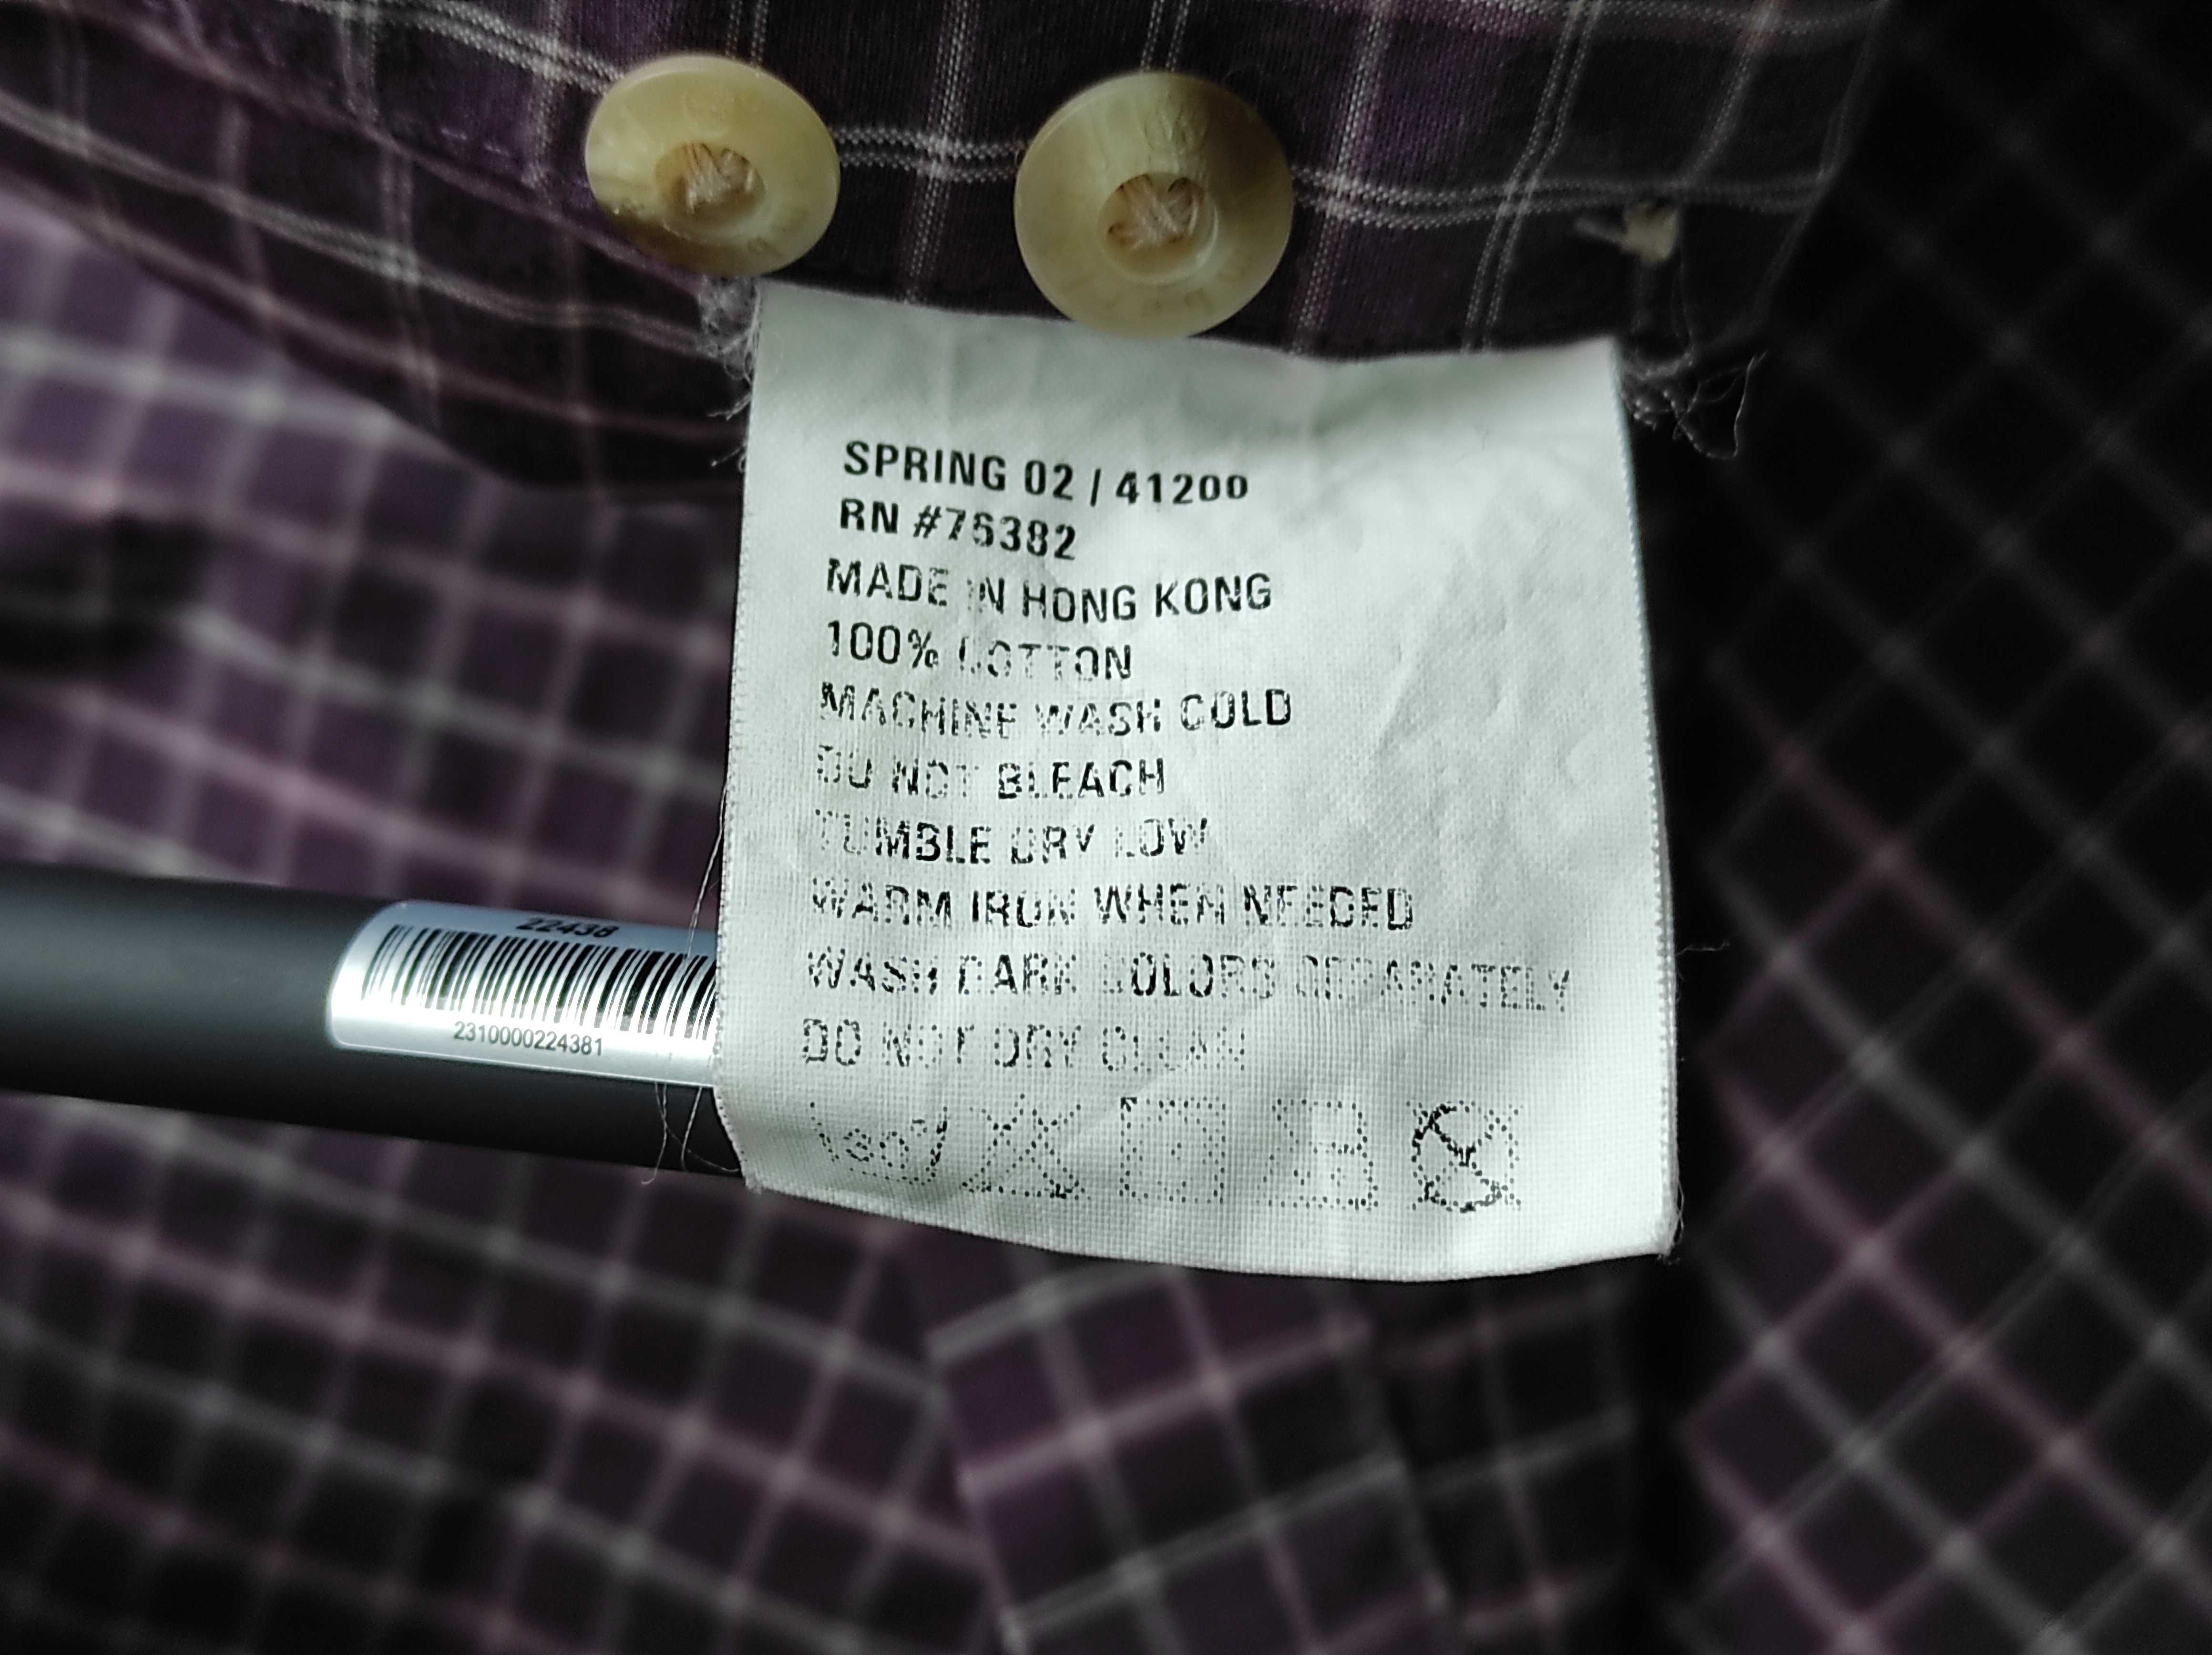 SPRING 02 / 41200
RN #76382
MADE IN HONG KONG
100% COTTON
MACHINE WASH COLD
DO NOT BLEACH
TUMBLE DRY LOW
WARM IRON WHEN NEEDED
WASH DARK COLORS SEPARATELY
DO NOT DRY CLEAN
30°
22438
2310000224381